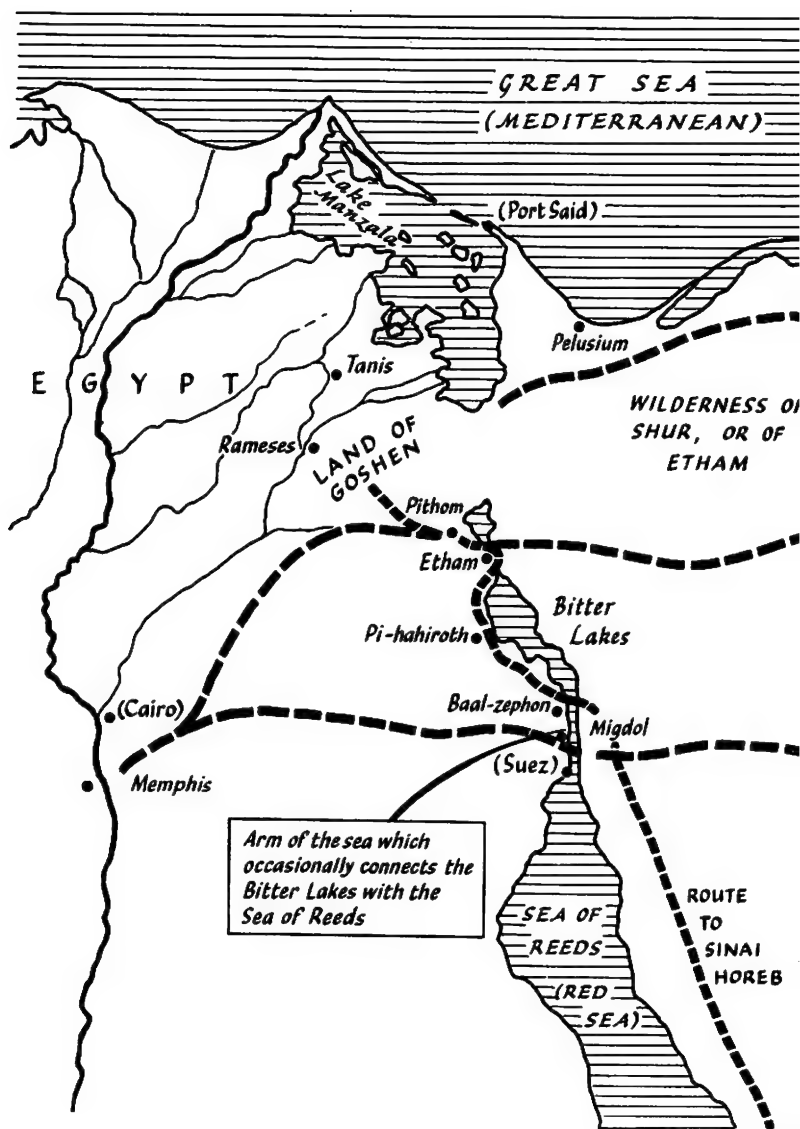 GREAT SEA
(MEDITERRANEAN)
Lake
Manzala
(Port Said)
Pelusium
EGYPT
Tanis
WILDERNESS
SHUR, OR OF
ETHAM
Rameses
LAND OF
GOSHEN
Pithom
Etham
Bitter
Lakes
Pi-hahiroth
Baal-zephon
(Cairo)
Migdol
(Suez)
Memphis
Arm of the sea which
occasionally connects the
Bitter Lakes with the
Sea of Reeds
ROUTE
TO
SINAI
HOREB
SEA OF
REEDS
(RED
SEA)